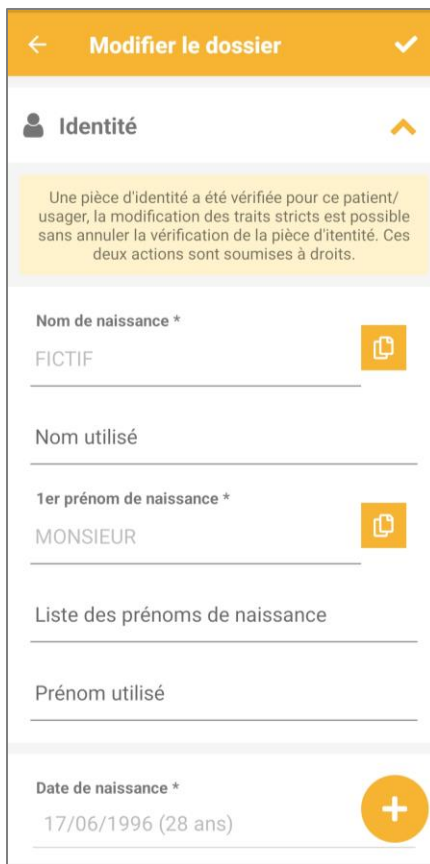 Modifier le dossier
Identité
Une pièce d'identité a été vérifiée pour ce patient/
usager, la modification des traits stricts est possible
sans annuler la vérification de la pièce d'itentité. Ces
deux actions sont soumises à droits.
Nom de naissance *
FICTIF
Nom utilisé
1er prénom de naissance *
MONSIEUR
Liste des prénoms de naissance
Prénom utilisé
Date de naissance *
17/06/1996 (28 ans)